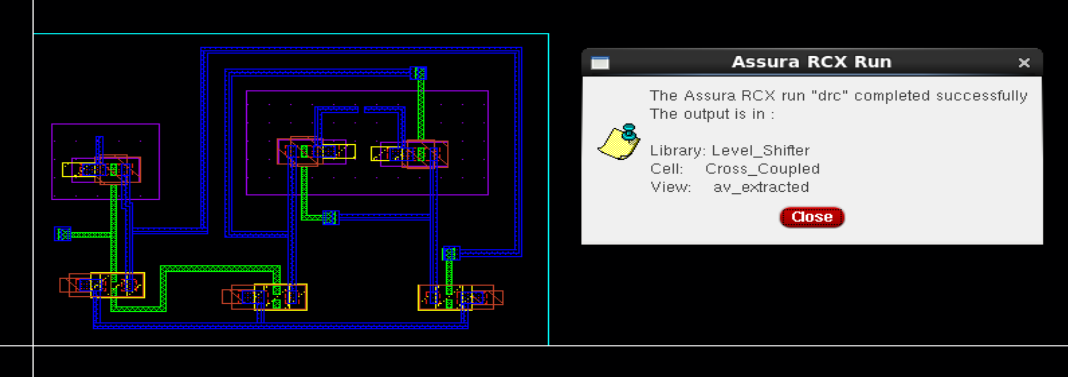 Assura RCX Run
The Assura RCX run "drc" completed successfully
The output is in :
Library: Level_Shifter
Cell: Cross_Coupled
View: av_extracted
Close